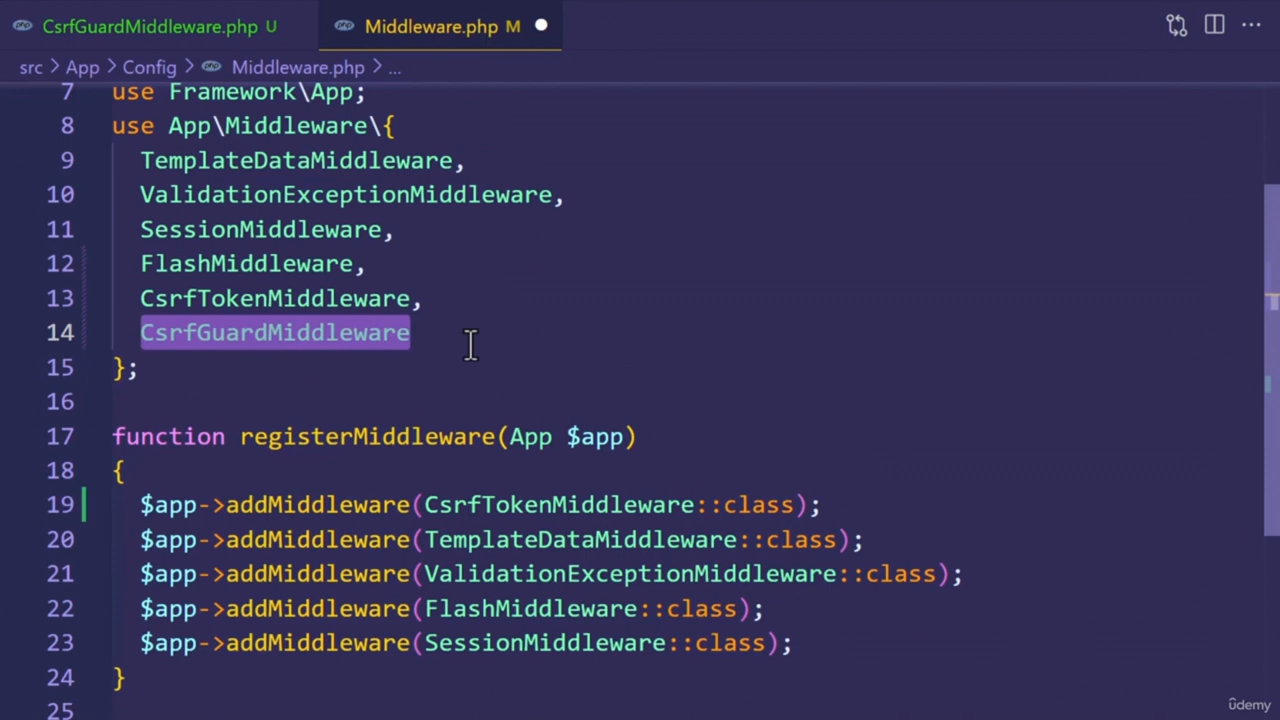 CsrfGuardMiddleware.php U
Middleware.php M
src > App > Config > Middleware.php > ...
7 use Framework\App;
8 use App\Middleware\{
9 TemplateDataMiddleware,
10 ValidationExceptionMiddleware,
11 SessionMiddleware,
12 FlashMiddleware,
13 CsrfTokenMiddleware,
14 CsrfGuardMiddleware
15 };
16
17 function registerMiddleware(App $app)
18 {
19 $app->addMiddleware(CsrfTokenMiddleware::class);
20 $app->addMiddleware(TemplateDataMiddleware::class);
21 $app->addMiddleware(ValidationExceptionMiddleware::class);
22 $app->addMiddleware(FlashMiddleware::class);
23 $app->addMiddleware(SessionMiddleware::class);
24 }
25
ûdemy